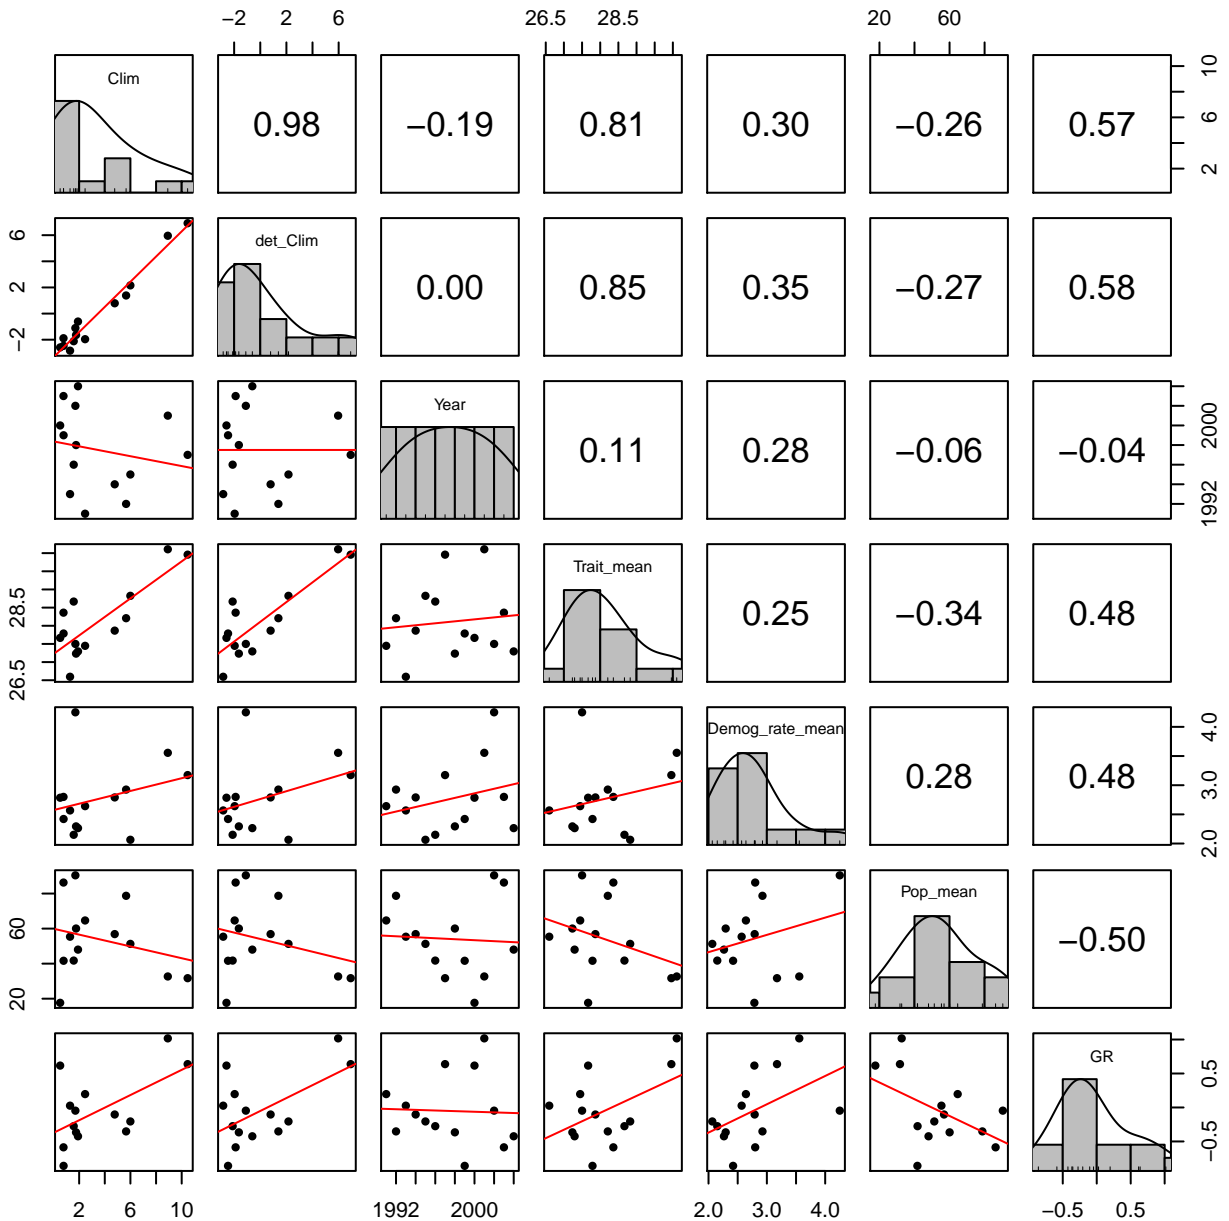 −2 2 6 26.5 28.5 20 60
Clim 0.98 −0.19 0.81 0.30 −0.26 0.57 2 6 10
−2 2 6 det_Clim 0.00 0.85 0.35 −0.27 0.58
Year 0.11 0.28 −0.06 −0.04 1992 2000
26.5 28.5 Trait_mean 0.25 −0.34 0.48
Demog_rate_mean 0.28 0.48 2.0 3.0 4.0
20 60 Pop_mean −0.50
GR −0.5 0.5
2 6 10 1992 2000 2.0 3.0 4.0 −0.5 0.5